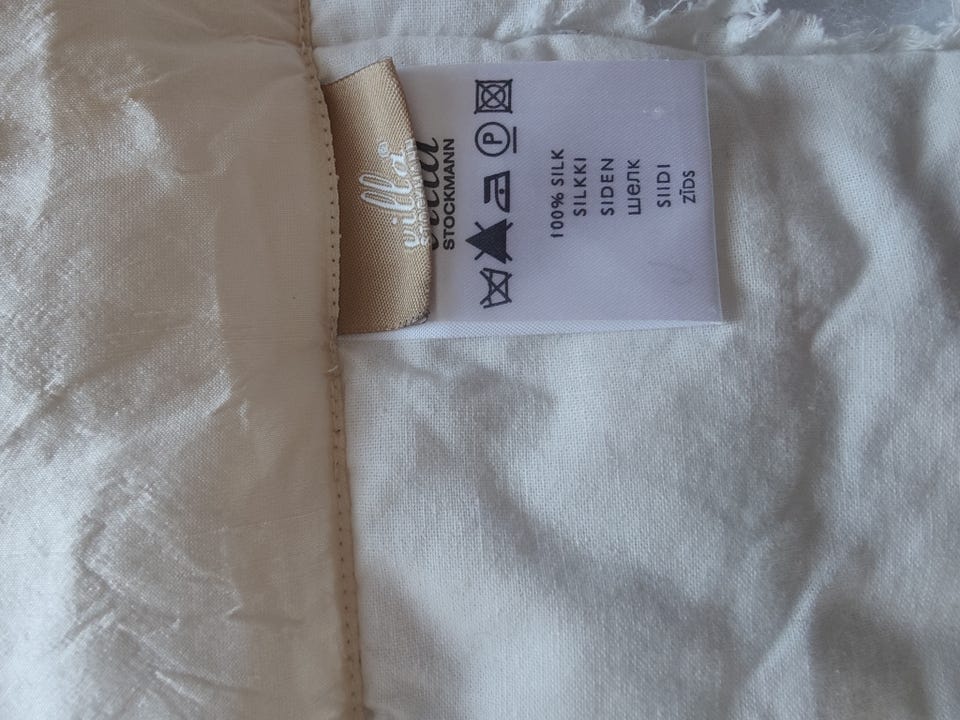 villa®
STOCKMANN
P
100% SILK
SILKKI
SIDEN
шелк
SIIDI
ZĪDS